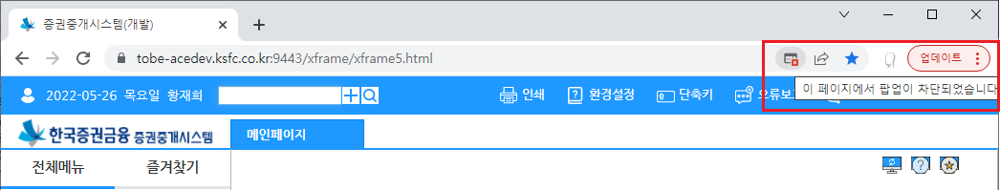 증권중개시스템(개발)
tobe-acedev.ksfc.co.kr:9443/xframe/xframe5.html
업데이트
이 페이지에서 팝업이 차단되었습니다
2022-05-26 목요일 황재희
인쇄
환경설정
단축키
오류보
한국증권금융 증권중개시스템
메인페이지
전체메뉴
즐겨찾기